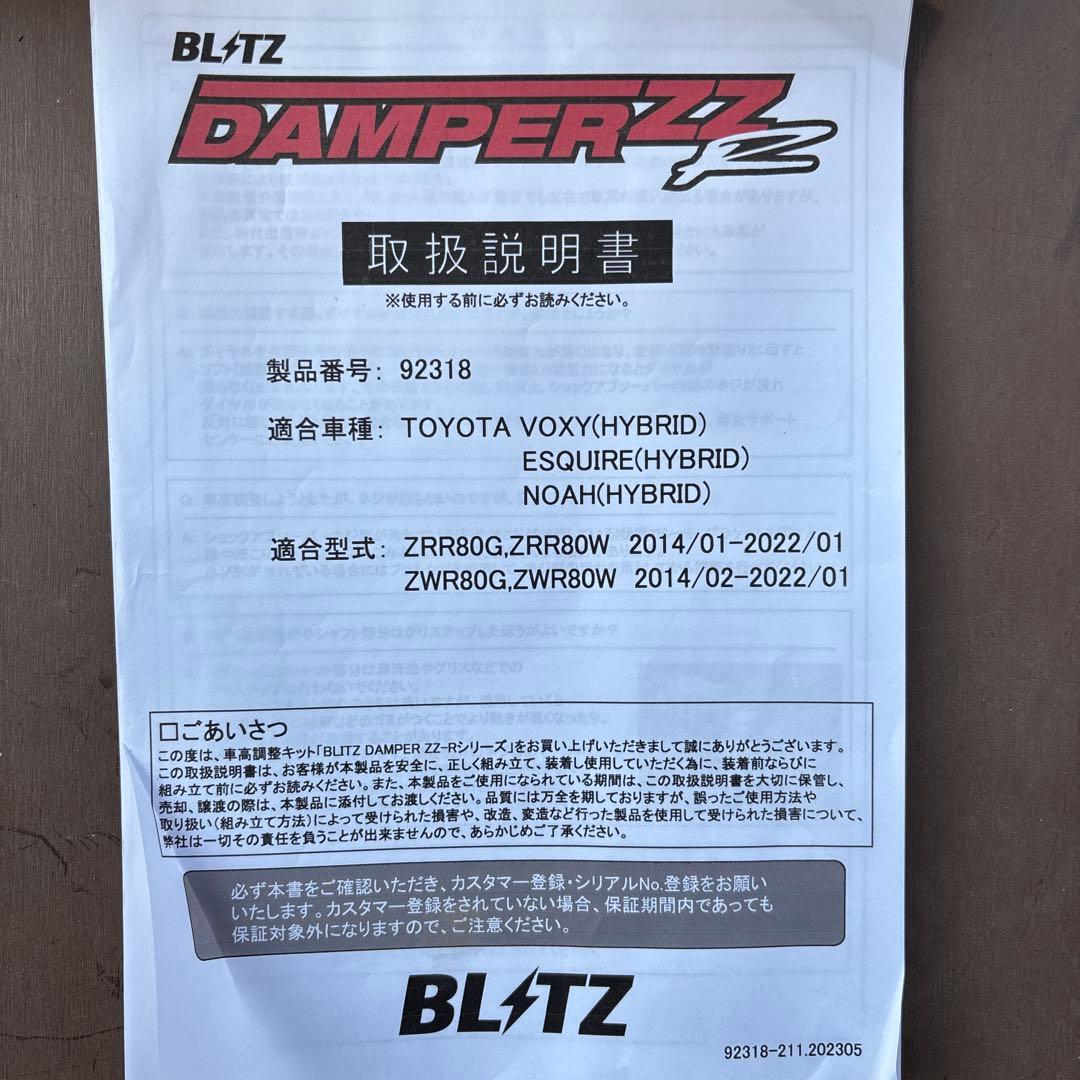 BLITZ
DAMPER ZZ R
取扱説明書
※使用する前に必ずお読みください。
製品番号： 92318
適合車種： TOYOTA VOXY(HYBRID)
ESQUIRE(HYBRID)
NOAH(HYBRID)
適合型式： ZRR80G,ZRR80W 2014/01-2022/01
ZWR80G,ZWR80W 2014/02-2022/01
□ごあいさつ
この度は、車高調整キット「BLITZ DAMPER ZZ-Rシリーズ」をお買い上げいただきまして誠にありがとうございます。
この取扱説明書は、お客様が本製品を安全に、正しく組み立て、装着し使用していただく為に、装着前ならびに
組み立て前に必ずお読みください。また、本製品をご使用になられている期間は、この取扱説明書を大切に保管し、
売却、譲渡の際は、本製品に添付してお渡しください。品質には万全を期しておりますが、誤ったご使用方法や
取り扱い（組み立て方法）によって受けられた損害や、改造、変造など行った製品を使用して受けられた損害について、
弊社は一切その責任を負うことが出来ませんので、あらかじめご了承ください。
必ず本書をご確認いただき、カスタマー登録・シリアルNo.登録をお願い
いたします。カスタマー登録をされていない場合、保証期間内であっても
保証対象外になりますので、ご注意ください。
BLITZ
92318-211.202305